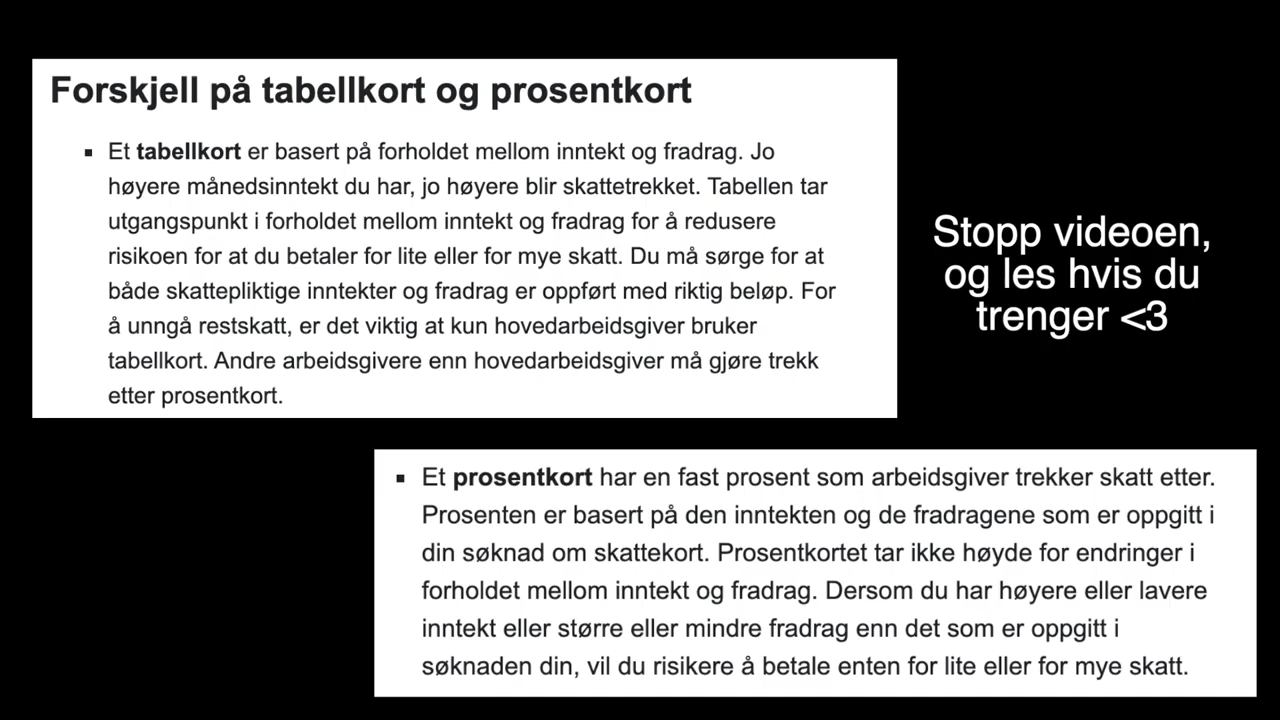 Forskjell på tabellkort og prosentkort
▪ Et tabellkort er basert på forholdet mellom inntekt og fradrag. Jo
høyere månedsinntekt du har, jo høyere blir skattetrekket. Tabellen tar
utgangspunkt i forholdet mellom inntekt og fradrag for å redusere
risikoen for at du betaler for lite eller for mye skatt. Du må sørge for at
både skattepliktige inntekter og fradrag er oppført med riktig beløp. For
å unngå restskatt, er det viktig at kun hovedarbeidsgiver bruker
tabellkort. Andre arbeidsgivere enn hovedarbeidsgiver må gjøre trekk
etter prosentkort.
Stopp videoen,
og les hvis du
trenger <3
▪ Et prosentkort har en fast prosent som arbeidsgiver trekker skatt etter.
Prosenten er basert på den inntekten og de fradragene som er oppgitt i
din søknad om skattekort. Prosentkortet tar ikke høyde for endringer i
forholdet mellom inntekt og fradrag. Dersom du har høyere eller lavere
inntekt eller større eller mindre fradrag enn det som er oppgitt i
søknaden din, vil du risikere å betale enten for lite eller for mye skatt.